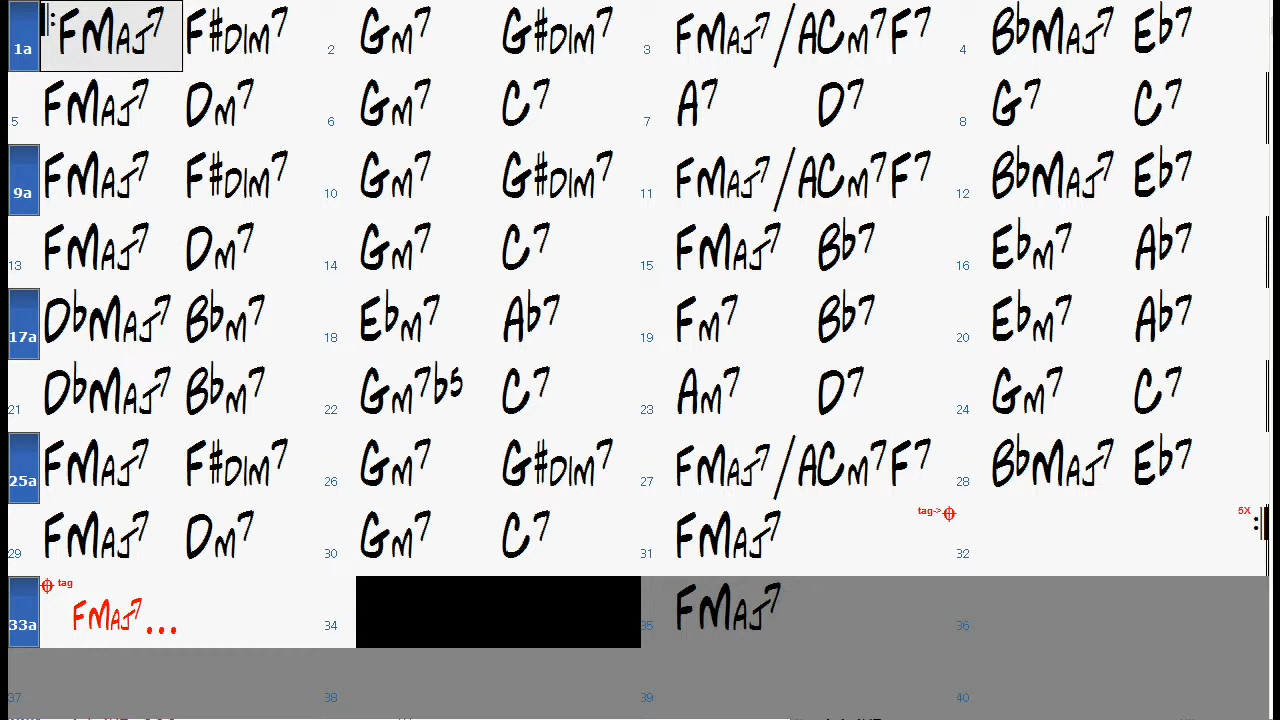 1a FMaj7 F#dim7 2 Gm7 G#dim7 3 FMaj7/A Cm7 F7 4 BbMaj7 Eb7
5 FMaj7 Dm7 6 Gm7 C7 7 A7 D7 8 G7 C7
9a FMaj7 F#dim7 10 Gm7 G#dim7 11 FMaj7/A Cm7 F7 12 BbMaj7 Eb7
13 FMaj7 Dm7 14 Gm7 C7 15 FMaj7 Bb7 16 Ebm7 Ab7
17a DbMaj7 Bbm7 18 Ebm7 Ab7 19 Fm7 Bb7 20 Ebm7 Ab7
21 DbMaj7 Bbm7 22 Gm7b5 C7 23 Am7 D7 24 Gm7 C7
25a FMaj7 F#dim7 26 Gm7 G#dim7 27 FMaj7/A Cm7 F7 28 BbMaj7 Eb7
tag-> 5X
29 FMaj7 Dm7 30 Gm7 C7 31 FMaj7 32
tag
33a FMaj7... 34 35 FMaj7 36
37 38 39 40